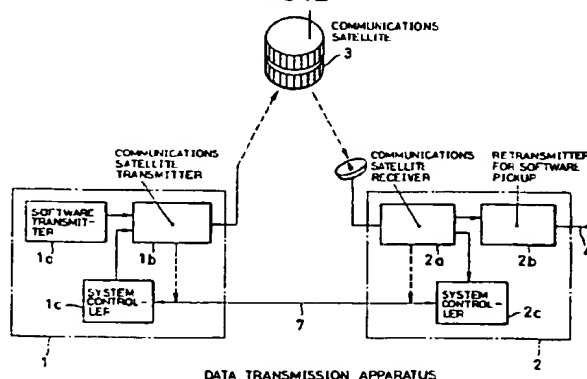 COMMUNICATIONS
SATELLITE
3
COMMUNICATIONS
SATELLITE
TRANSMITTER
COMMUNICATIONS
SATELLITE
RECEIVER
RETRANSMITTER
FOR SOFTWARE
PICKUP
SOFTWARE
TRANSMIT-
TER
1a
1b
2a
2b
4
1c
SYSTEM
CONTROL-
LER
7
SYSTEM
CONTROL-
LER
2c
1
2
DATA TRANSMISSION APPARATUS